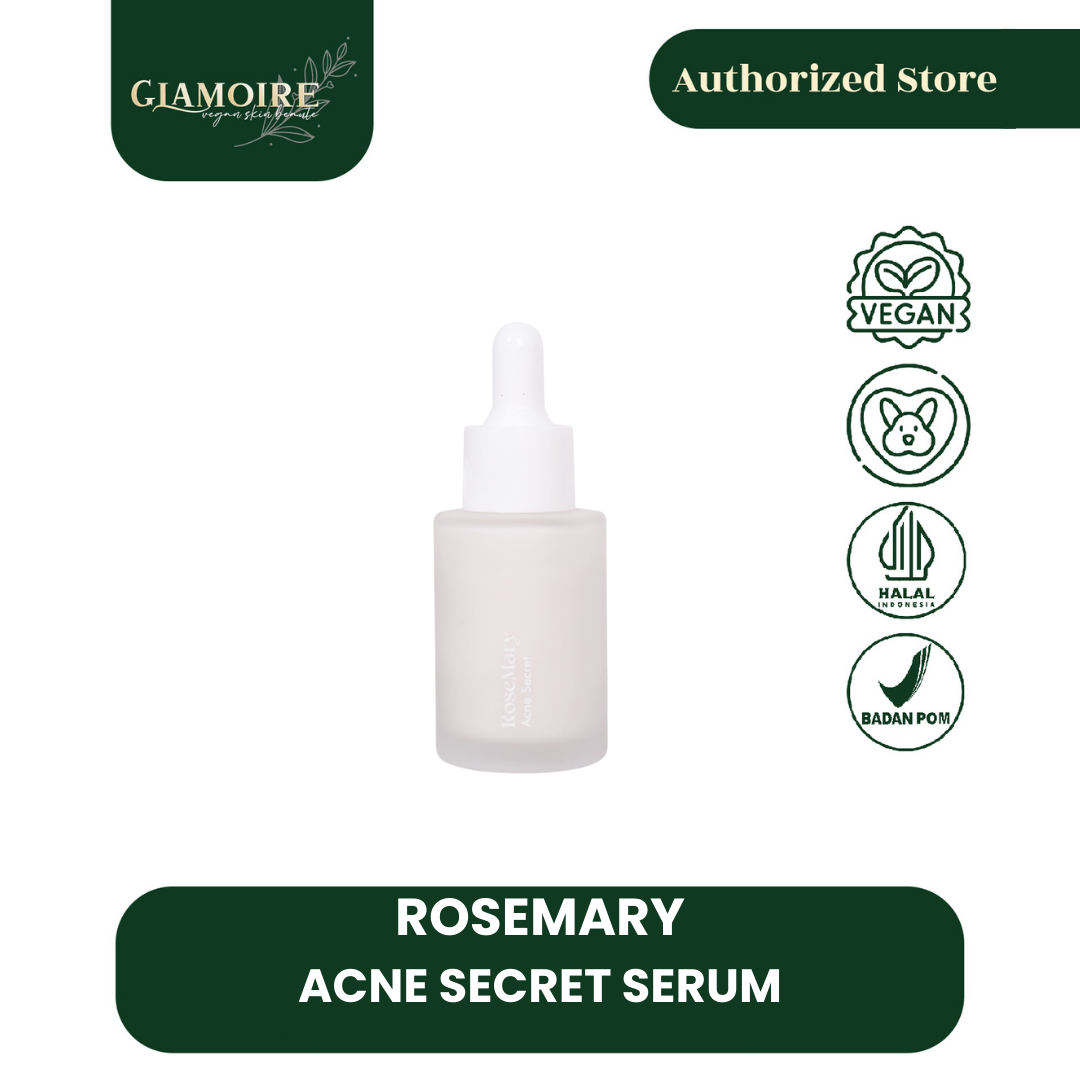 GLAMOIRE
vegan skin beaute
Authorized Store
VEGAN
HALAL
INDONESIA
BADAN POM
RoseMary
Acne Secret
ROSEMARY
ACNE SECRET SERUM